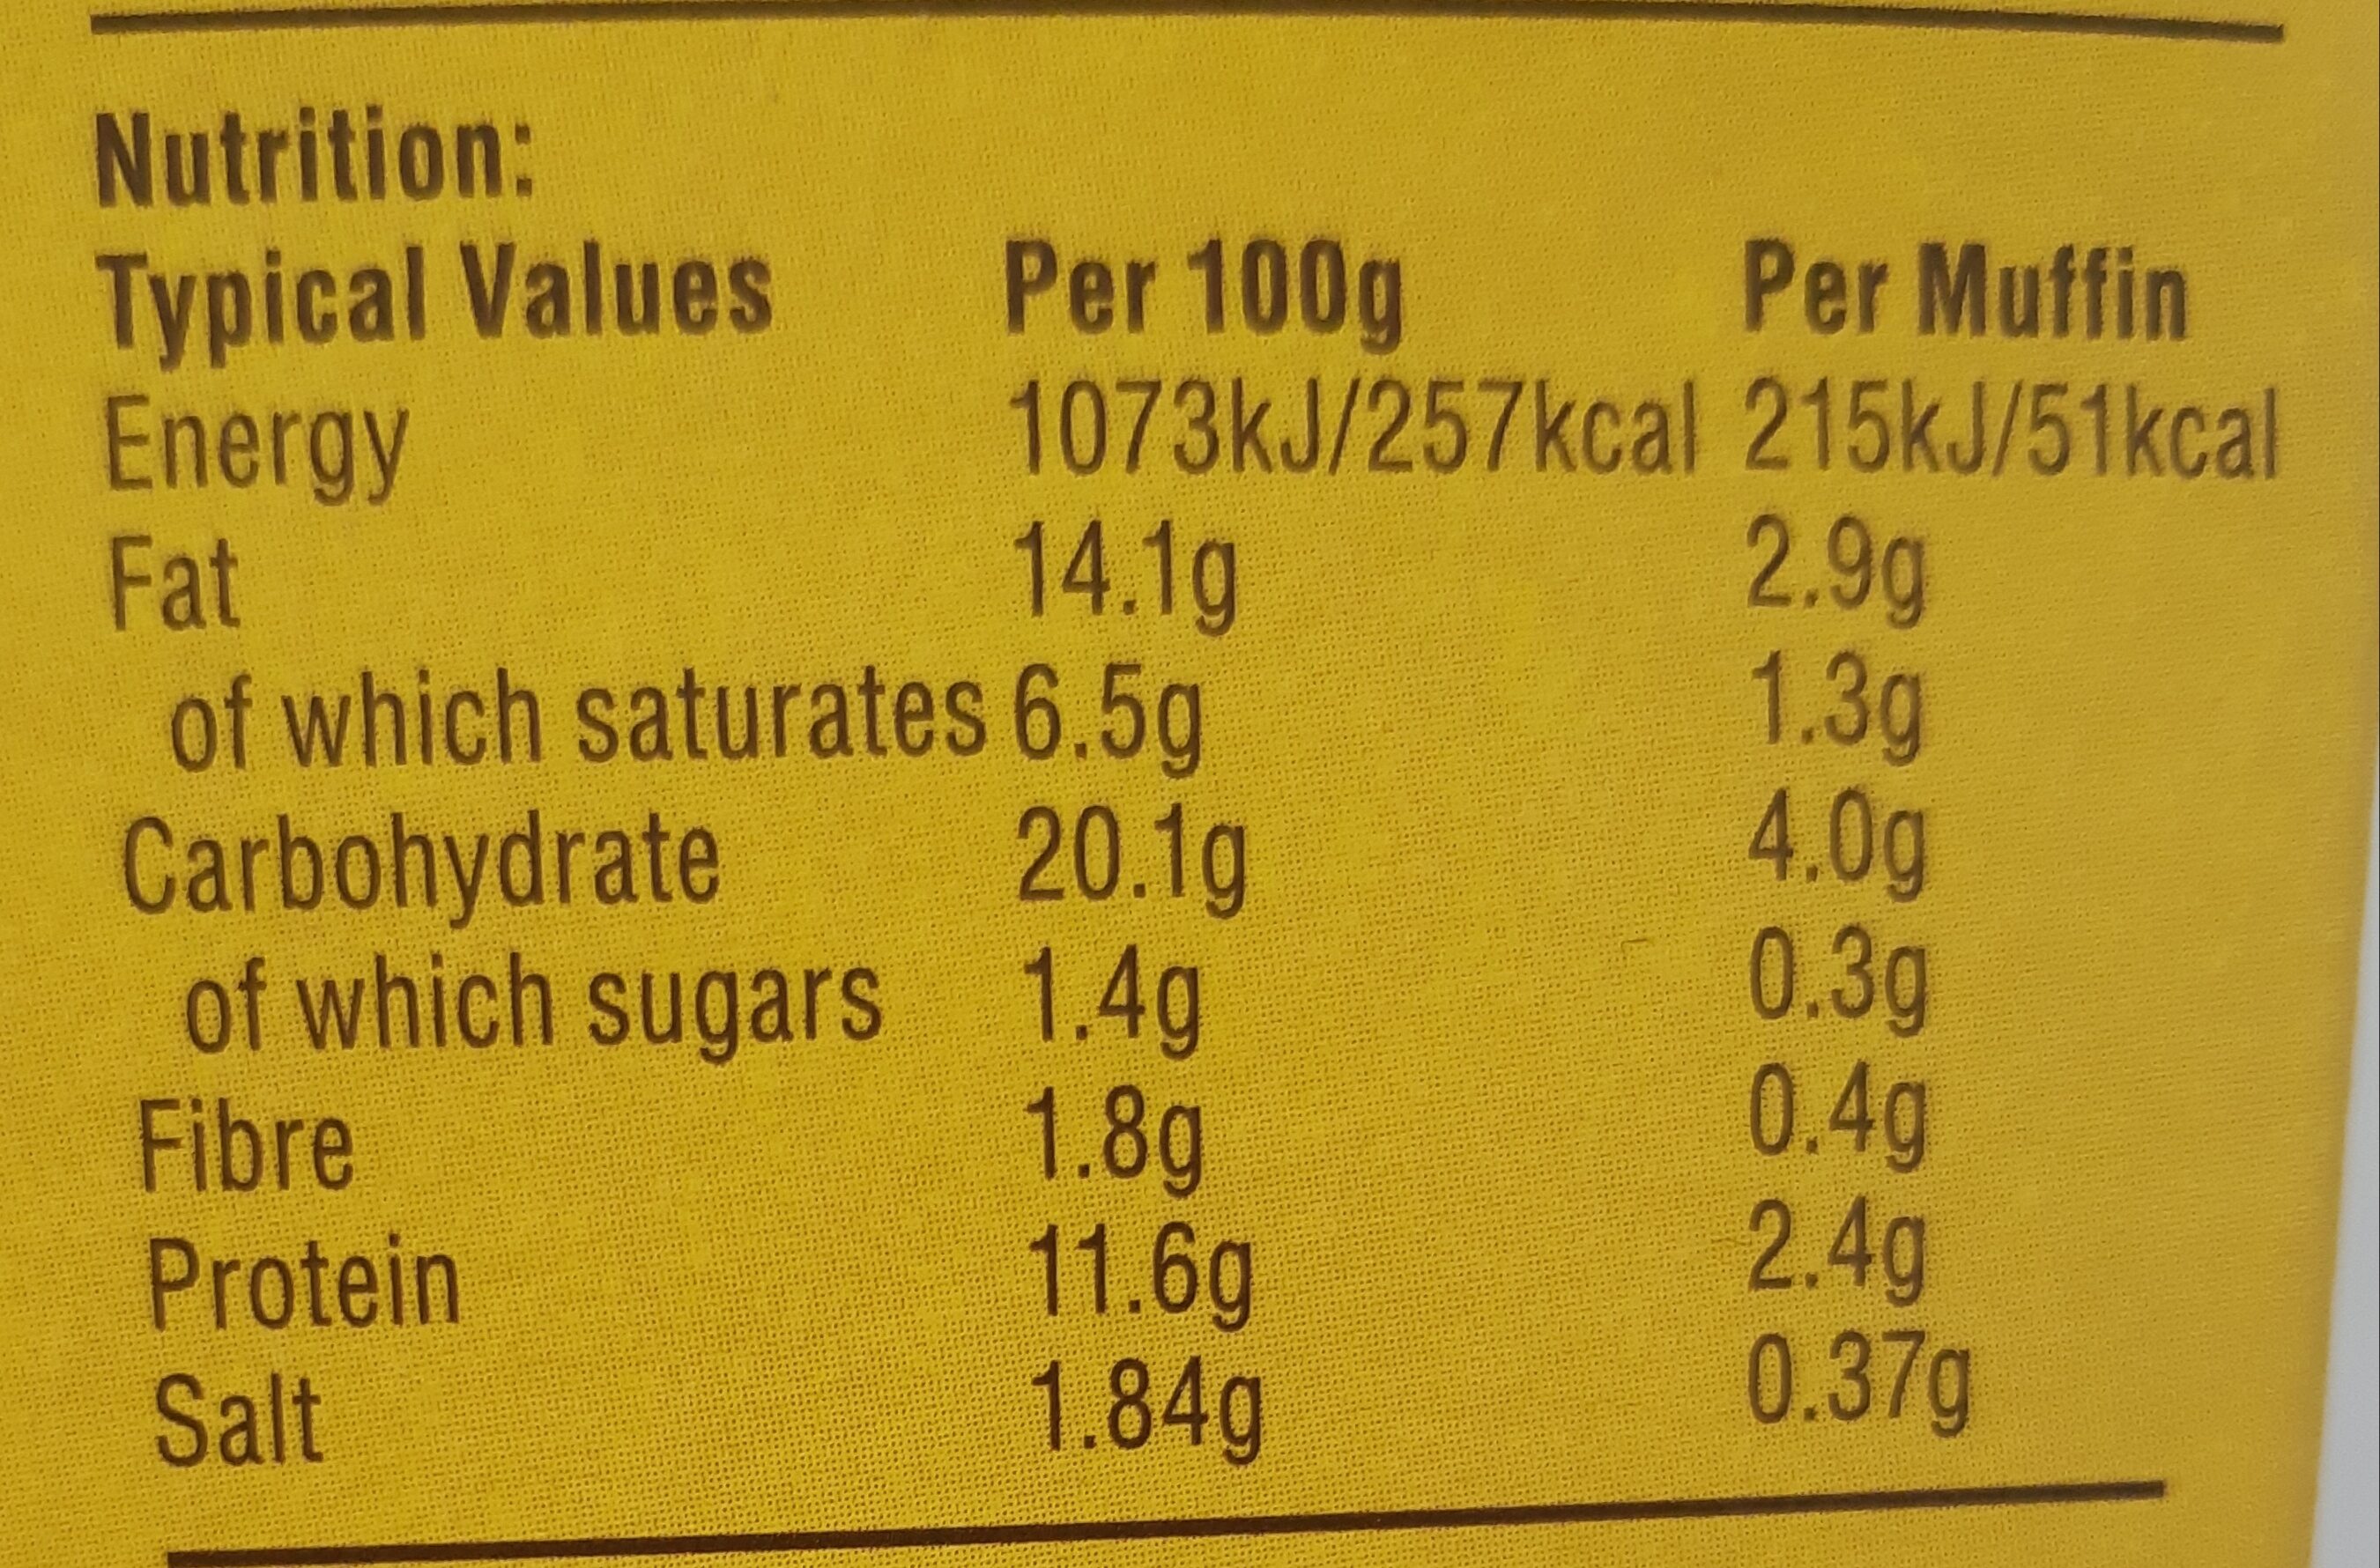 Nutrition:
Typical Values Per 100g Per Muffin
Energy 1073kJ/257kcal 215kJ/51kcal
Fat 14.1g 2.9g
of which saturates 6.5g 1.3g
Carbohydrate 20.1g 4.0g
of which sugars 1.4g 0.3g
Fibre 1.8g 0.4g
Protein 11.6g 2.4g
Salt 1.84g 0.37g